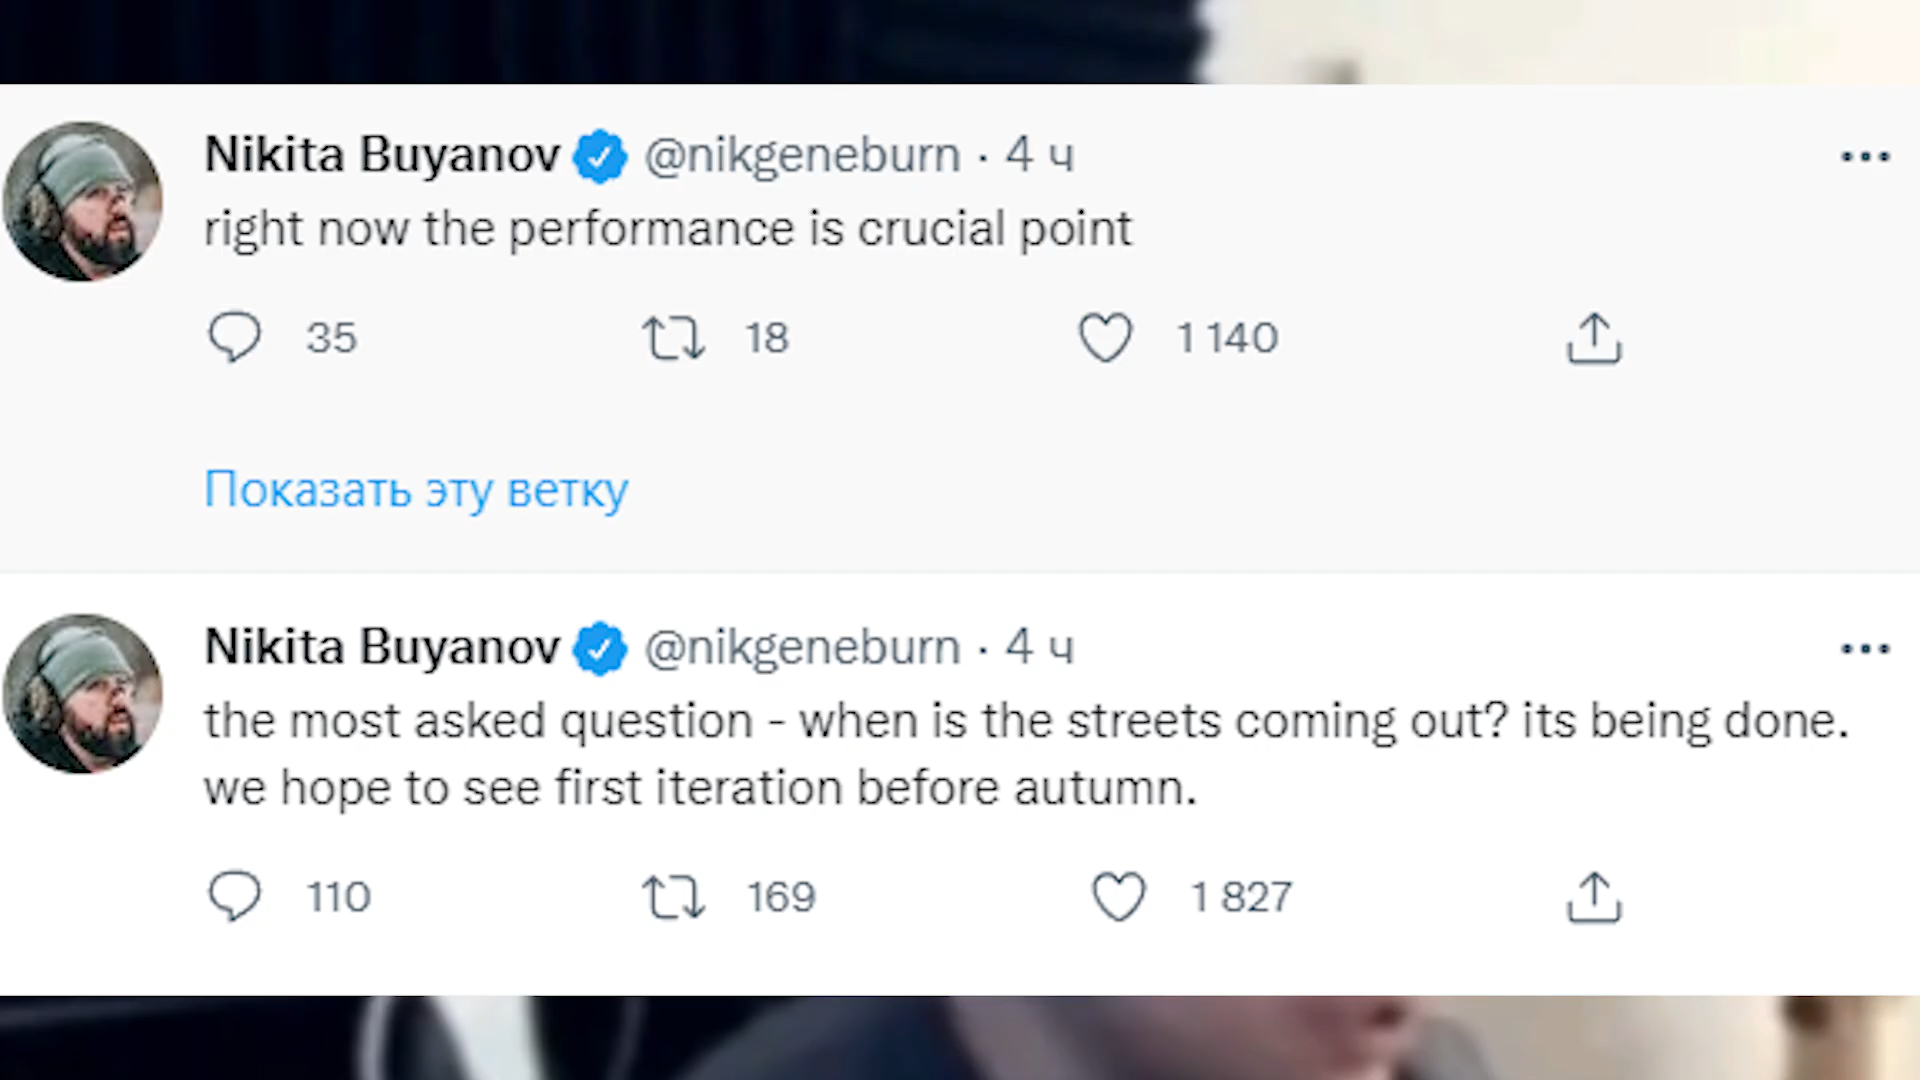 Nikita Buyanov @nikgeneburn · 4 ч
right now the performance is crucial point
35 18 1 140
Показать эту ветку
Nikita Buyanov @nikgeneburn · 4 ч
the most asked question - when is the streets coming out? its being done.
we hope to see first iteration before autumn.
110 169 1 827